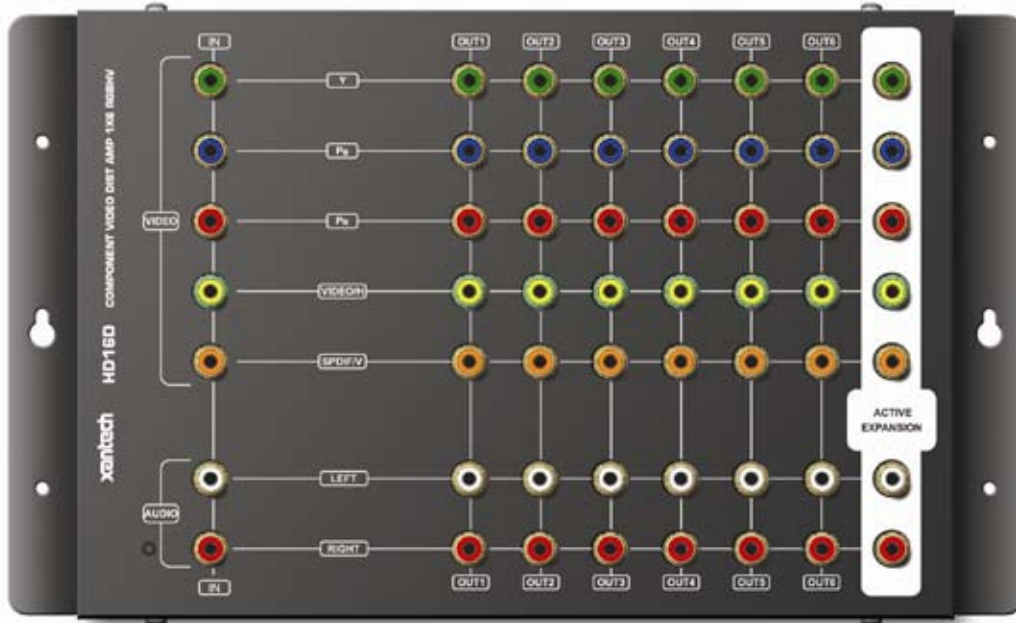 IN
OUT1 OUT2 OUT3 OUT4 OUT5 OUT6
Y
PB
PR
VIDEO
VIDEO/H
SPDIF/V
ACTIVE
EXPANSION
LEFT
AUDIO
RIGHT
IN
OUT1 OUT2 OUT3 OUT4 OUT5 OUT6
xantech HD16D COMPONENT VIDEO DIST AMP 1X6 RGBHV